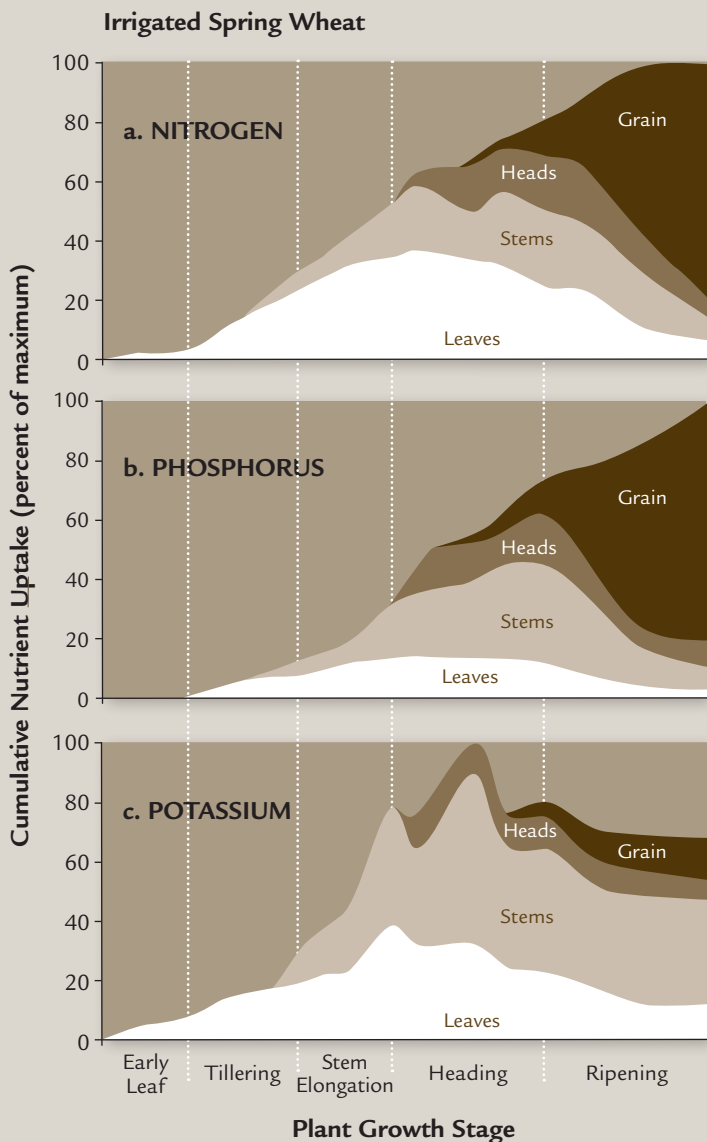 Irrigated Spring Wheat
Cumulative Nutrient Uptake (percent of maximum)
100
80
60
40
20
0
a. NITROGEN
Grain
Heads
Stems
Leaves
100
80
60
40
20
0
b. PHOSPHORUS
Grain
Heads
Stems
Leaves
100
80
60
40
20
0
c. POTASSIUM
Heads
Grain
Stems
Leaves
Early
Leaf
Tillering
Stem
Elongation
Heading
Ripening
Plant Growth Stage